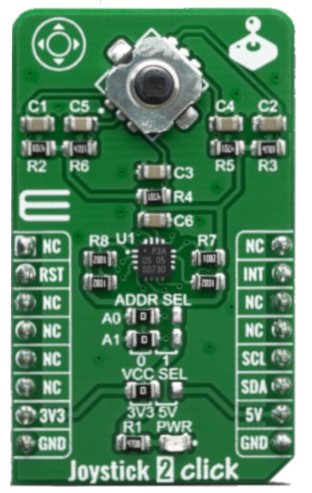 C1 C5 C4 C2
R2 R6 R5 R3
C3
R4
C6
R8 U1 R7
NC NC
RST INT
NC NC
NC NC
NC SCL
NC SDA
3V3 5V
GND GND
ADDR SEL
A0
A1
0 1
VCC SEL
3V3 5V
R1 PWR
Joystick 2 click